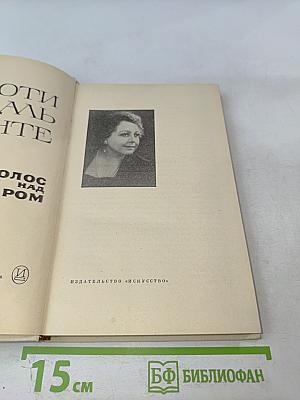 ОТИ
АЛЬ
НТЕ
ОЛОС
НАД
РОМ
ИЗДАТЕЛЬСТВО «ИСКУССТВО»
15 см
БФ БИБЛИОФАН